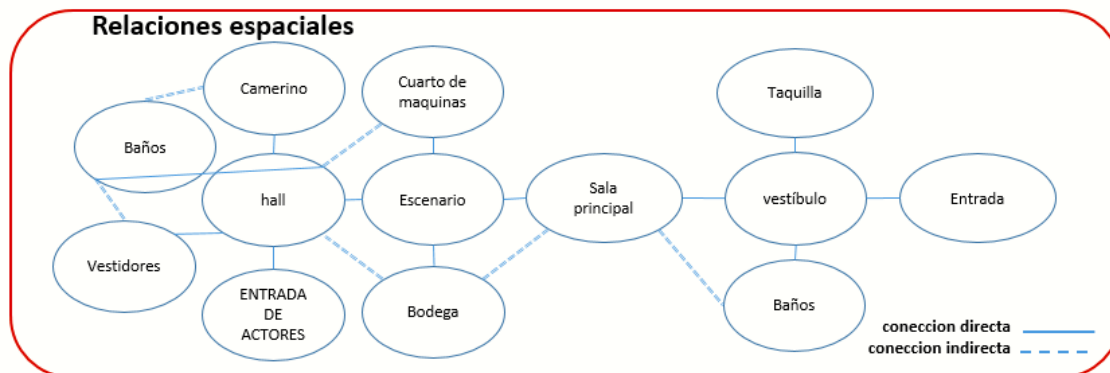 Relaciones espaciales
Camerino
Cuarto de
maquinas
Taquilla
Baños
hall
Escenario
Sala
principal
vestíbulo
Entrada
Vestidores
ENTRADA
DE
ACTORES
Bodega
Baños
coneccion directa
coneccion indirecta